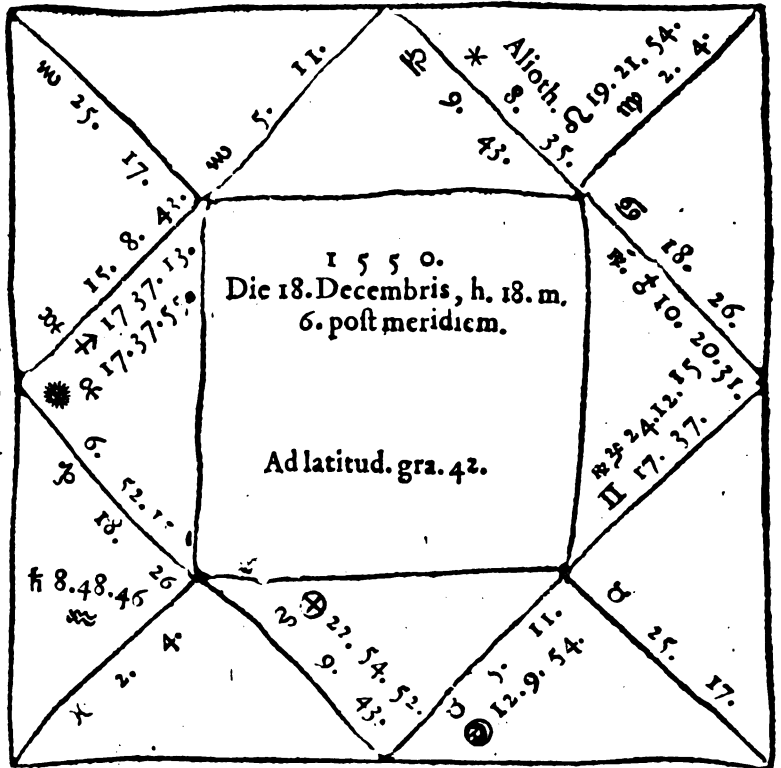 1 5 5 0.
Die 18. Decembris, h. 18. m.
6. poſt meridiem.
Ad latitud. gra. 42.
♏ 5. 11.
♏ 25. 17.
15. 8. 43.
♐ 17 37. 13.
☿ 17. 37. 5
♑ 6. 52.
18. 26
♄ 8. 48. 46
♒
♓ 2. 4.
⊕ 22. 54. 52.
9. 43.
5. 11.
12. 9. 54.
♉ 25. 17.
♊ 17. 37.
℞ ♃ 24. 12. 15
℞ ♂ 10. 20. 31.
♋ 18. 26.
♌ 19. 21. 54.
♍ 2. 4.
Alioth.
* 8. 35.
♎ 9. 43.